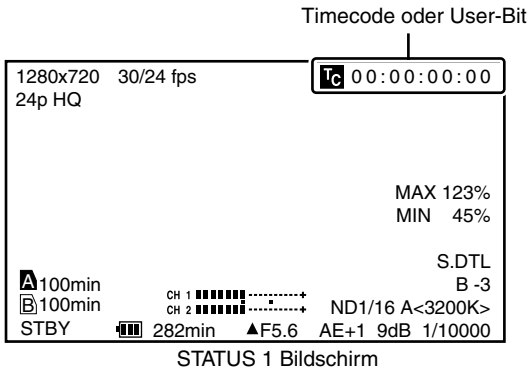 Timecode oder User-Bit
1280x720 30/24 fps TC 00:00:00:00
24p HQ
MAX 123%
MIN 45%
S.DTL
A 100min B -3
B 100min CH 1
CH 2 ND1/16 A<3200K>
STBY 282min ▲F5.6 AE+1 9dB 1/10000
STATUS 1 Bildschirm